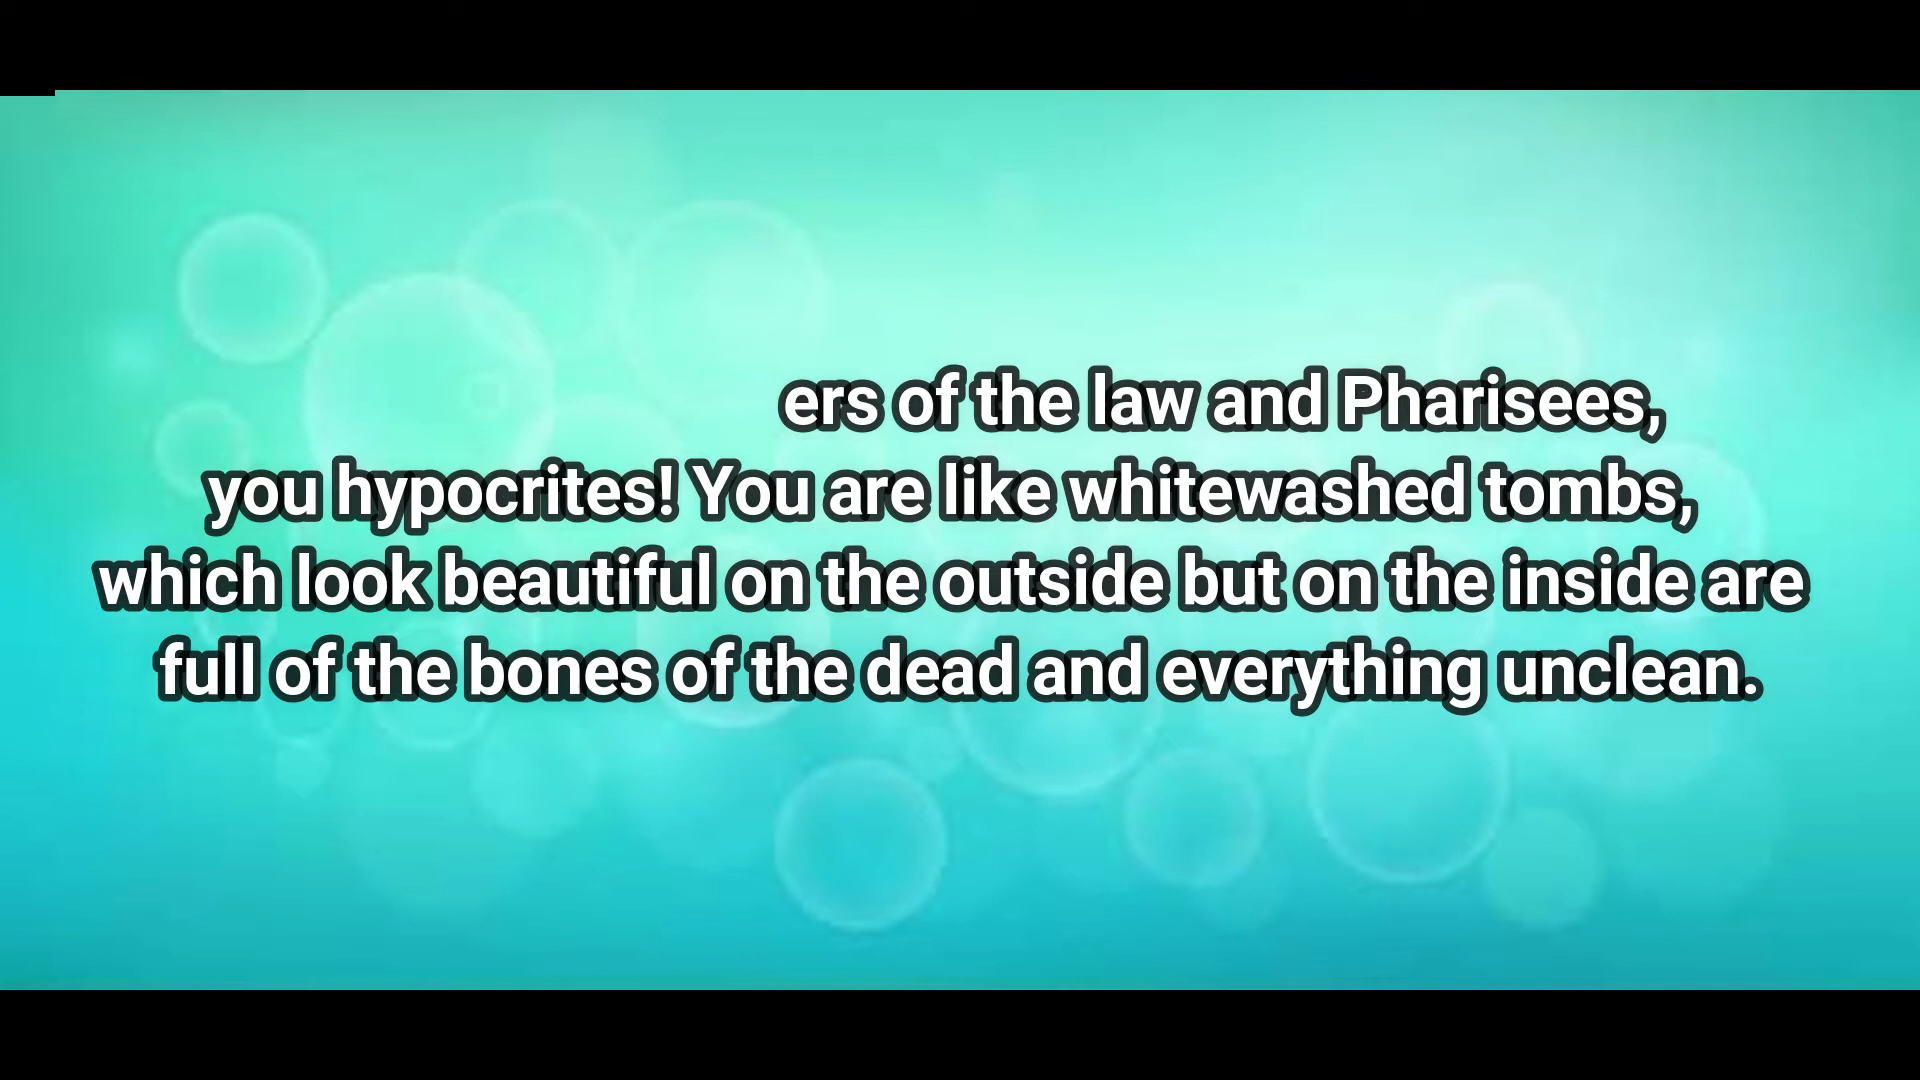 ers of the law and Pharisees,
you hypocrites! You are like whitewashed tombs,
which look beautiful on the outside but on the inside are
full of the bones of the dead and everything unclean.